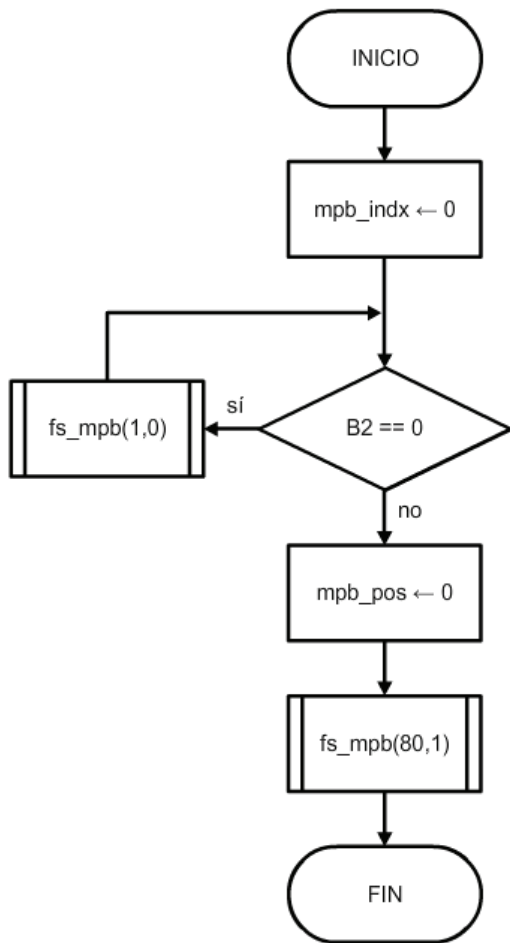 INICIO
mpb_indx ← 0
fs_mpb(1,0)
sí
B2 == 0
no
mpb_pos ← 0
fs_mpb(80,1)
FIN